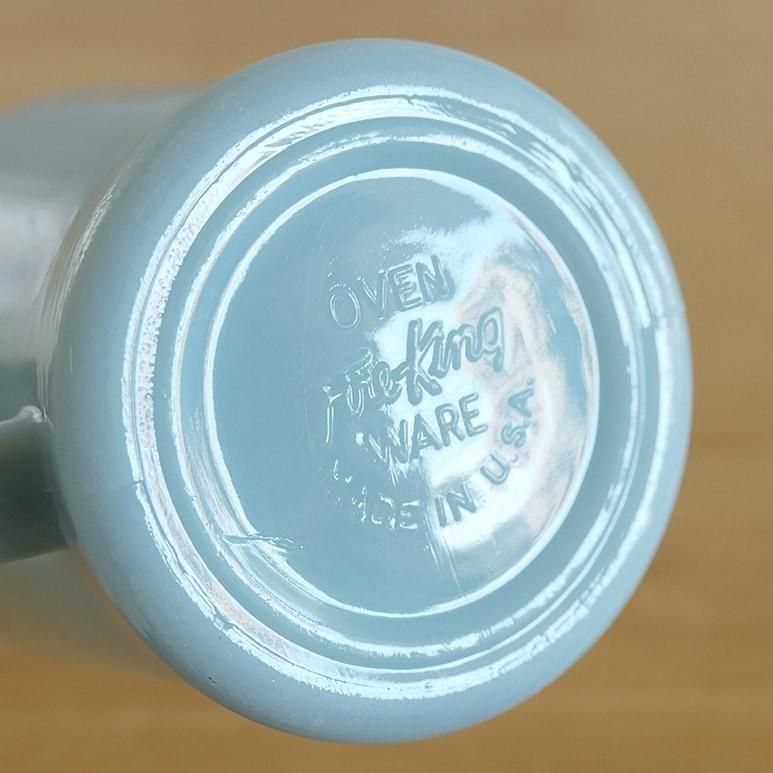 OVEN
Fire-King
WARE
MADE IN U.S.A.